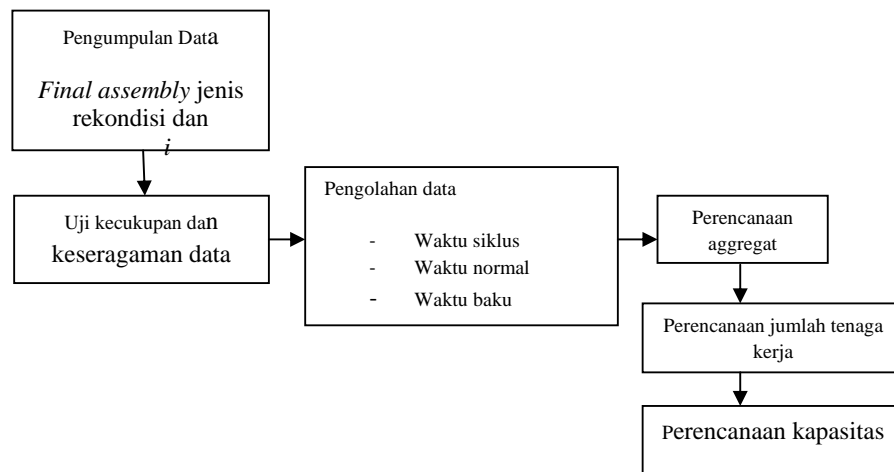 Pengumpulan Data
Final assembly jenis
rekondisi dan
i
Uji kecukupan dan
keseragaman data
Pengolahan data
- Waktu siklus
- Waktu normal
- Waktu baku
Perencanaan
aggregat
Perencanaan jumlah tenaga
kerja
Perencanaan kapasitas